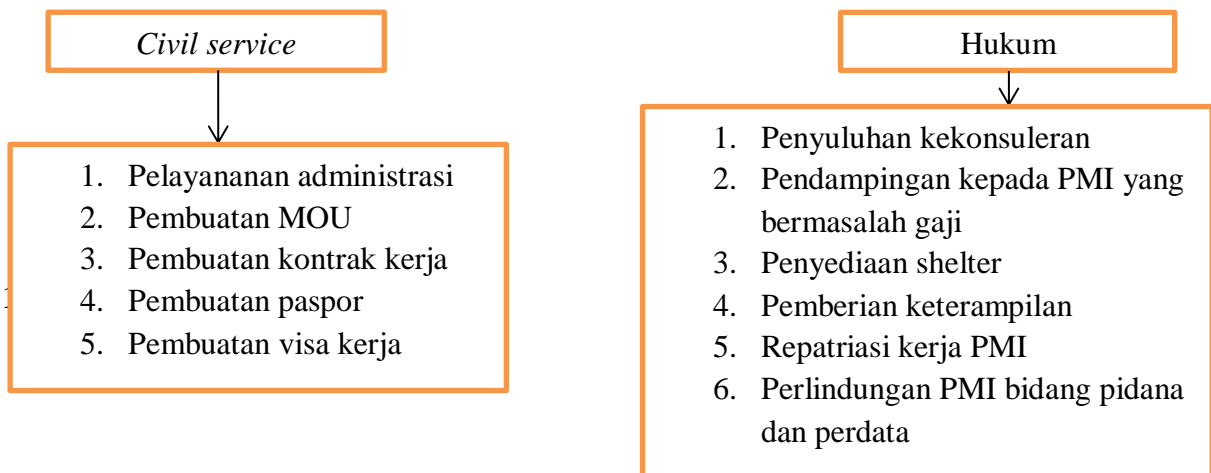 Civil service
1. Pelayananan administrasi
2. Pembuatan MOU
3. Pembuatan kontrak kerja
4. Pembuatan paspor
5. Pembuatan visa kerja
Hukum
1. Penyuluhan kekonsuleran
2. Pendampingan kepada PMI yang
bermasalah gaji
3. Penyediaan shelter
4. Pemberian keterampilan
5. Repatriasi kerja PMI
6. Perlindungan PMI bidang pidana
dan perdata